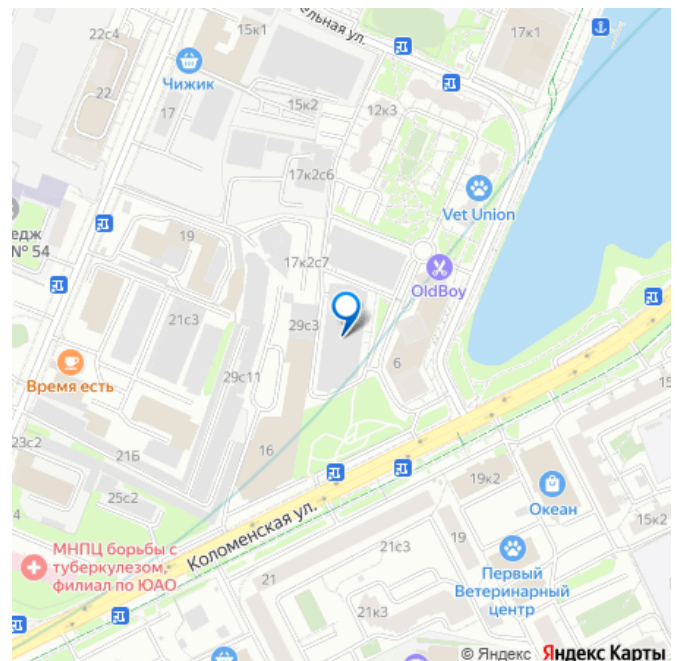 22с4
15к1
ельная ул.
17к1
Чижик
22
15к2
17
12к3
17к2с6
Vet Union
едж
№ 54
19
17к2с7
OldBoy
21с3
29с3
6
Время есть
29с11
15
23с2
21Б
16
25с2
19к2
4
Океан
Коломенская ул.
15к2
МНПЦ борьбы с
туберкулезом,
филиал по ЮАО
21с3
19
21
Первый
Ветеринарный
центр
21к3
© Яндекс Яндекс Карты